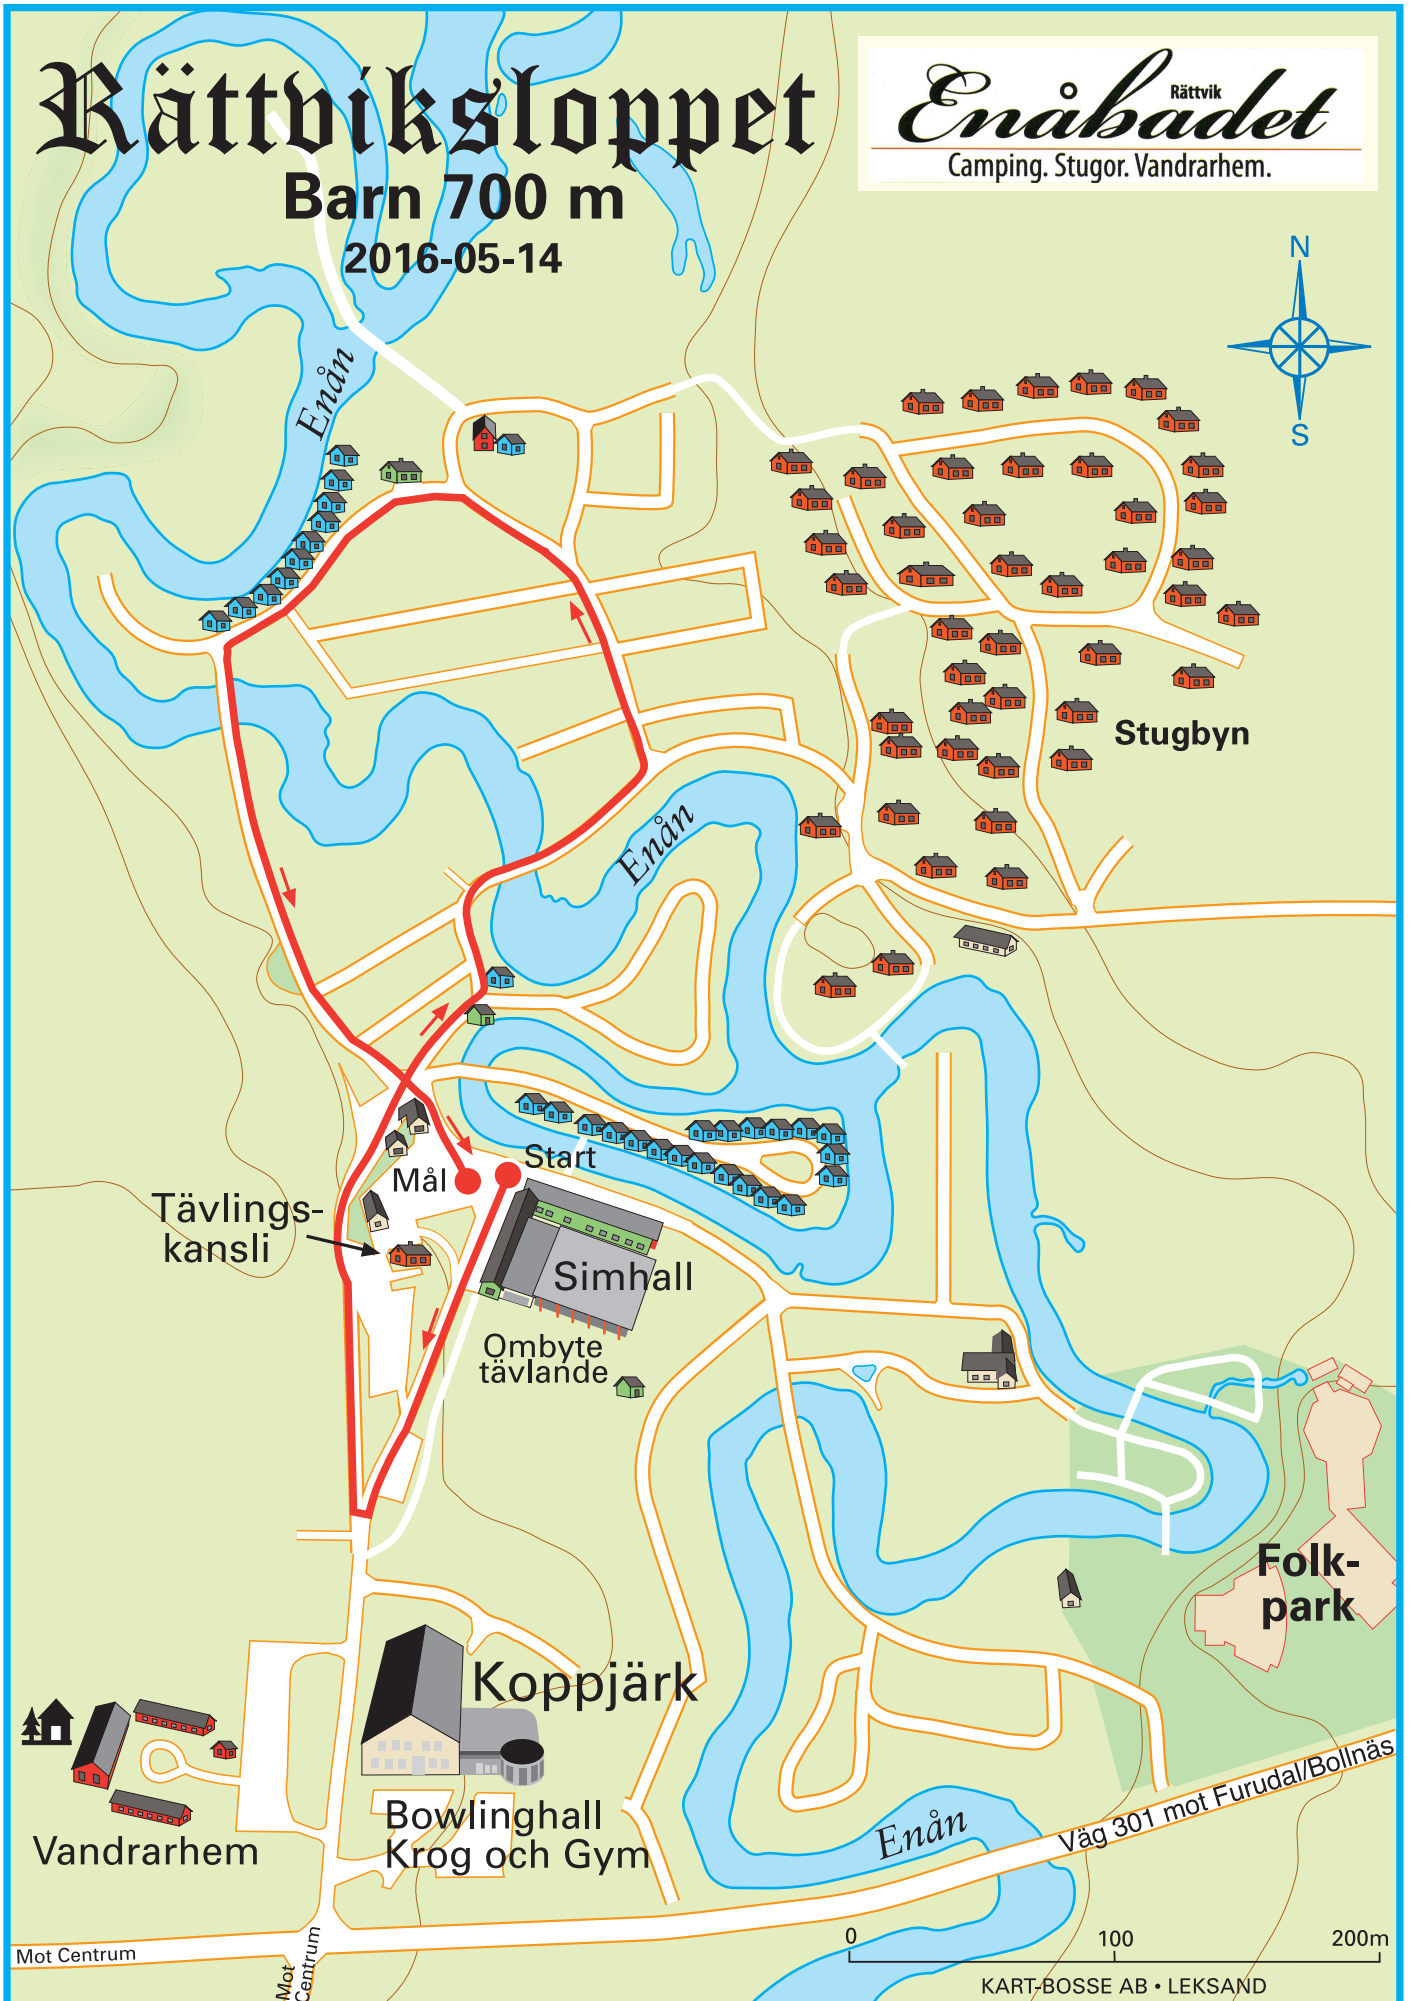 Rättviksloppet
Barn 700 m
2016-05-14
Rättvik
Enåbadet
Camping. Stugor. Vandrarhem.
N
S
Enån
Stugbyn
Enån
Start
Mål
Tävlings-
kansli
Simhall
Ombyte
tävlande
Folk-
park
Koppjärk
Bowlinghall
Krog och Gym
Vandrarhem
Enån
Väg 301 mot Furudal/Bollnäs
Mot Centrum
Mot
Centrum
0 100 200m
KART-BOSSE AB • LEKSAND